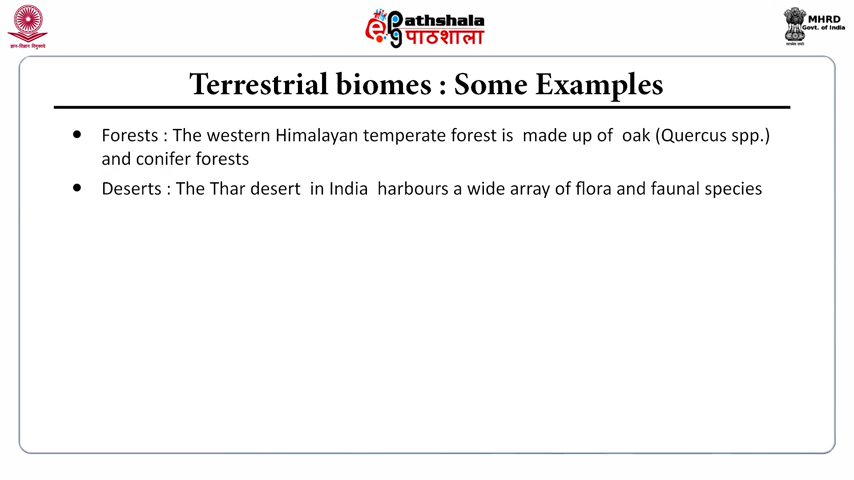 ePathshala
पाठशाला
MHRD
Govt. of India
ज्ञान-विज्ञान विमुक्तये
Terrestrial biomes : Some Examples
● Forests : The western Himalayan temperate forest is made up of oak (Quercus spp.)
and conifer forests
● Deserts : The Thar desert in India harbours a wide array of flora and faunal species